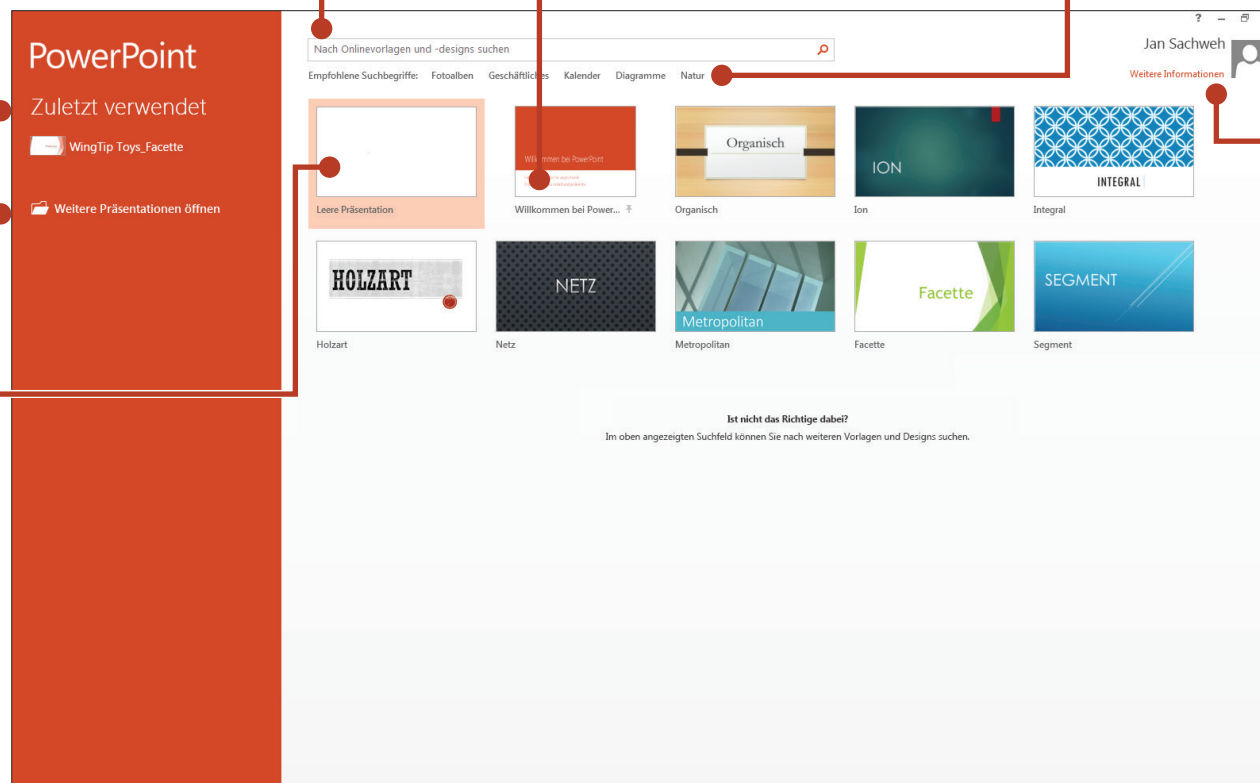 PowerPoint
Zuletzt verwendet
WingTip Toys_Facette
Weitere Präsentationen öffnen
?
Nach Onlinevorlagen und -designs suchen
Empfohlene Suchbegriffe: Fotoalben Geschäftliches Kalender Diagramme Natur
Jan Sachweh
Weitere Informationen
Willkommen bei PowerPoint
Organisch
ION
INTEGRAL
Leere Präsentation
Willkommen bei Power...
Organisch
Ion
Integral
HOLZART
NETZ
Metropolitan
Facette
SEGMENT
Holzart
Netz
Metropolitan
Facette
Segment
Ist nicht das Richtige dabei?
Im oben angezeigten Suchfeld können Sie nach weiteren Vorlagen und Designs suchen.